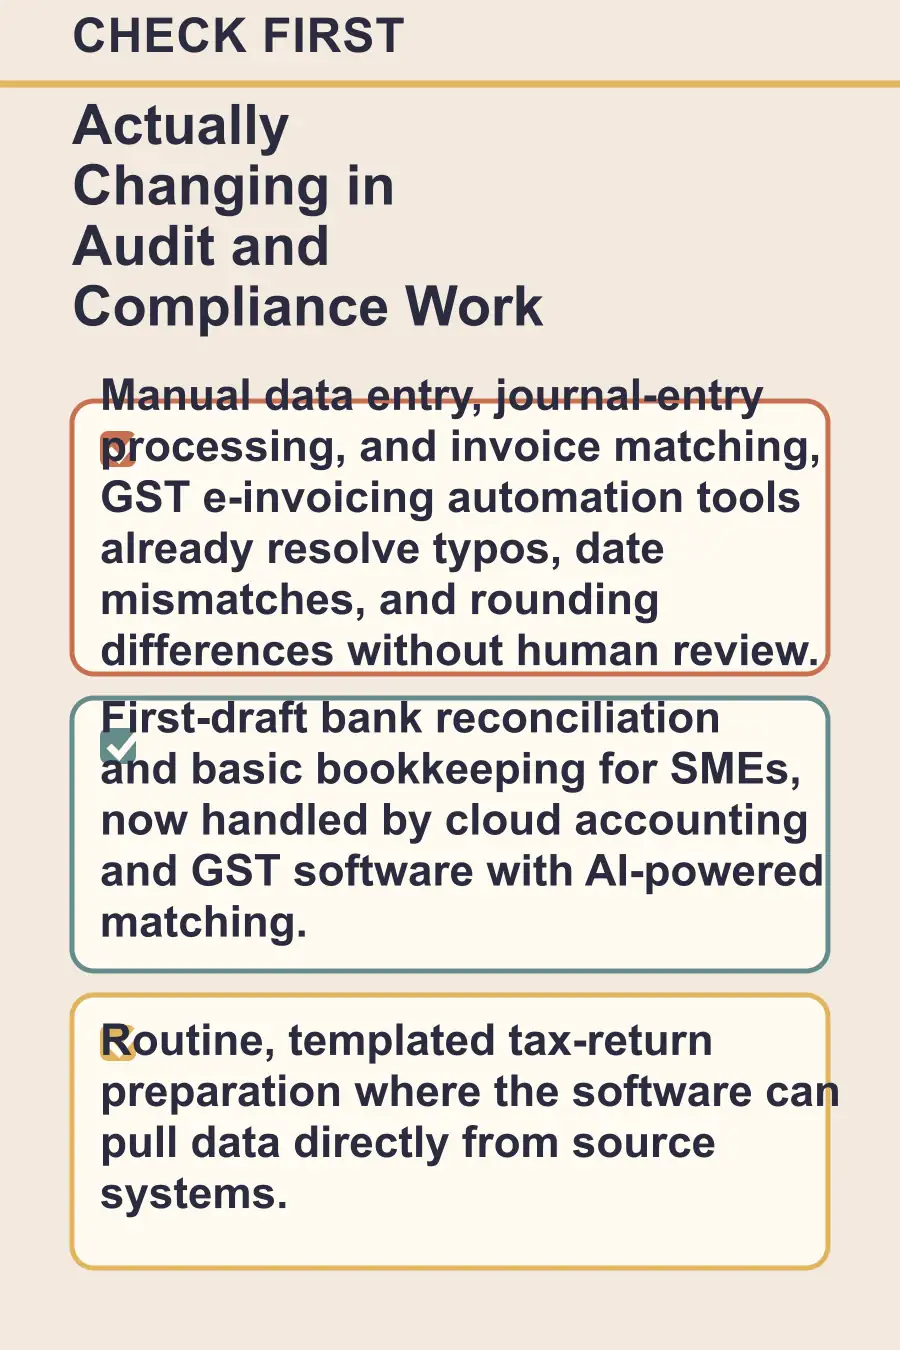 CHECK FIRST
Actually
Changing in
Audit and
Compliance Work
Manual data entry, journal-entry
processing, and invoice matching,
GST e-invoicing automation tools
already resolve typos, date
mismatches, and rounding
differences without human review.
First-draft bank reconciliation
and basic bookkeeping for SMEs,
now handled by cloud accounting
and GST software with AI-powered
matching.
Routine, templated tax-return
preparation where the software can
pull data directly from source
systems.